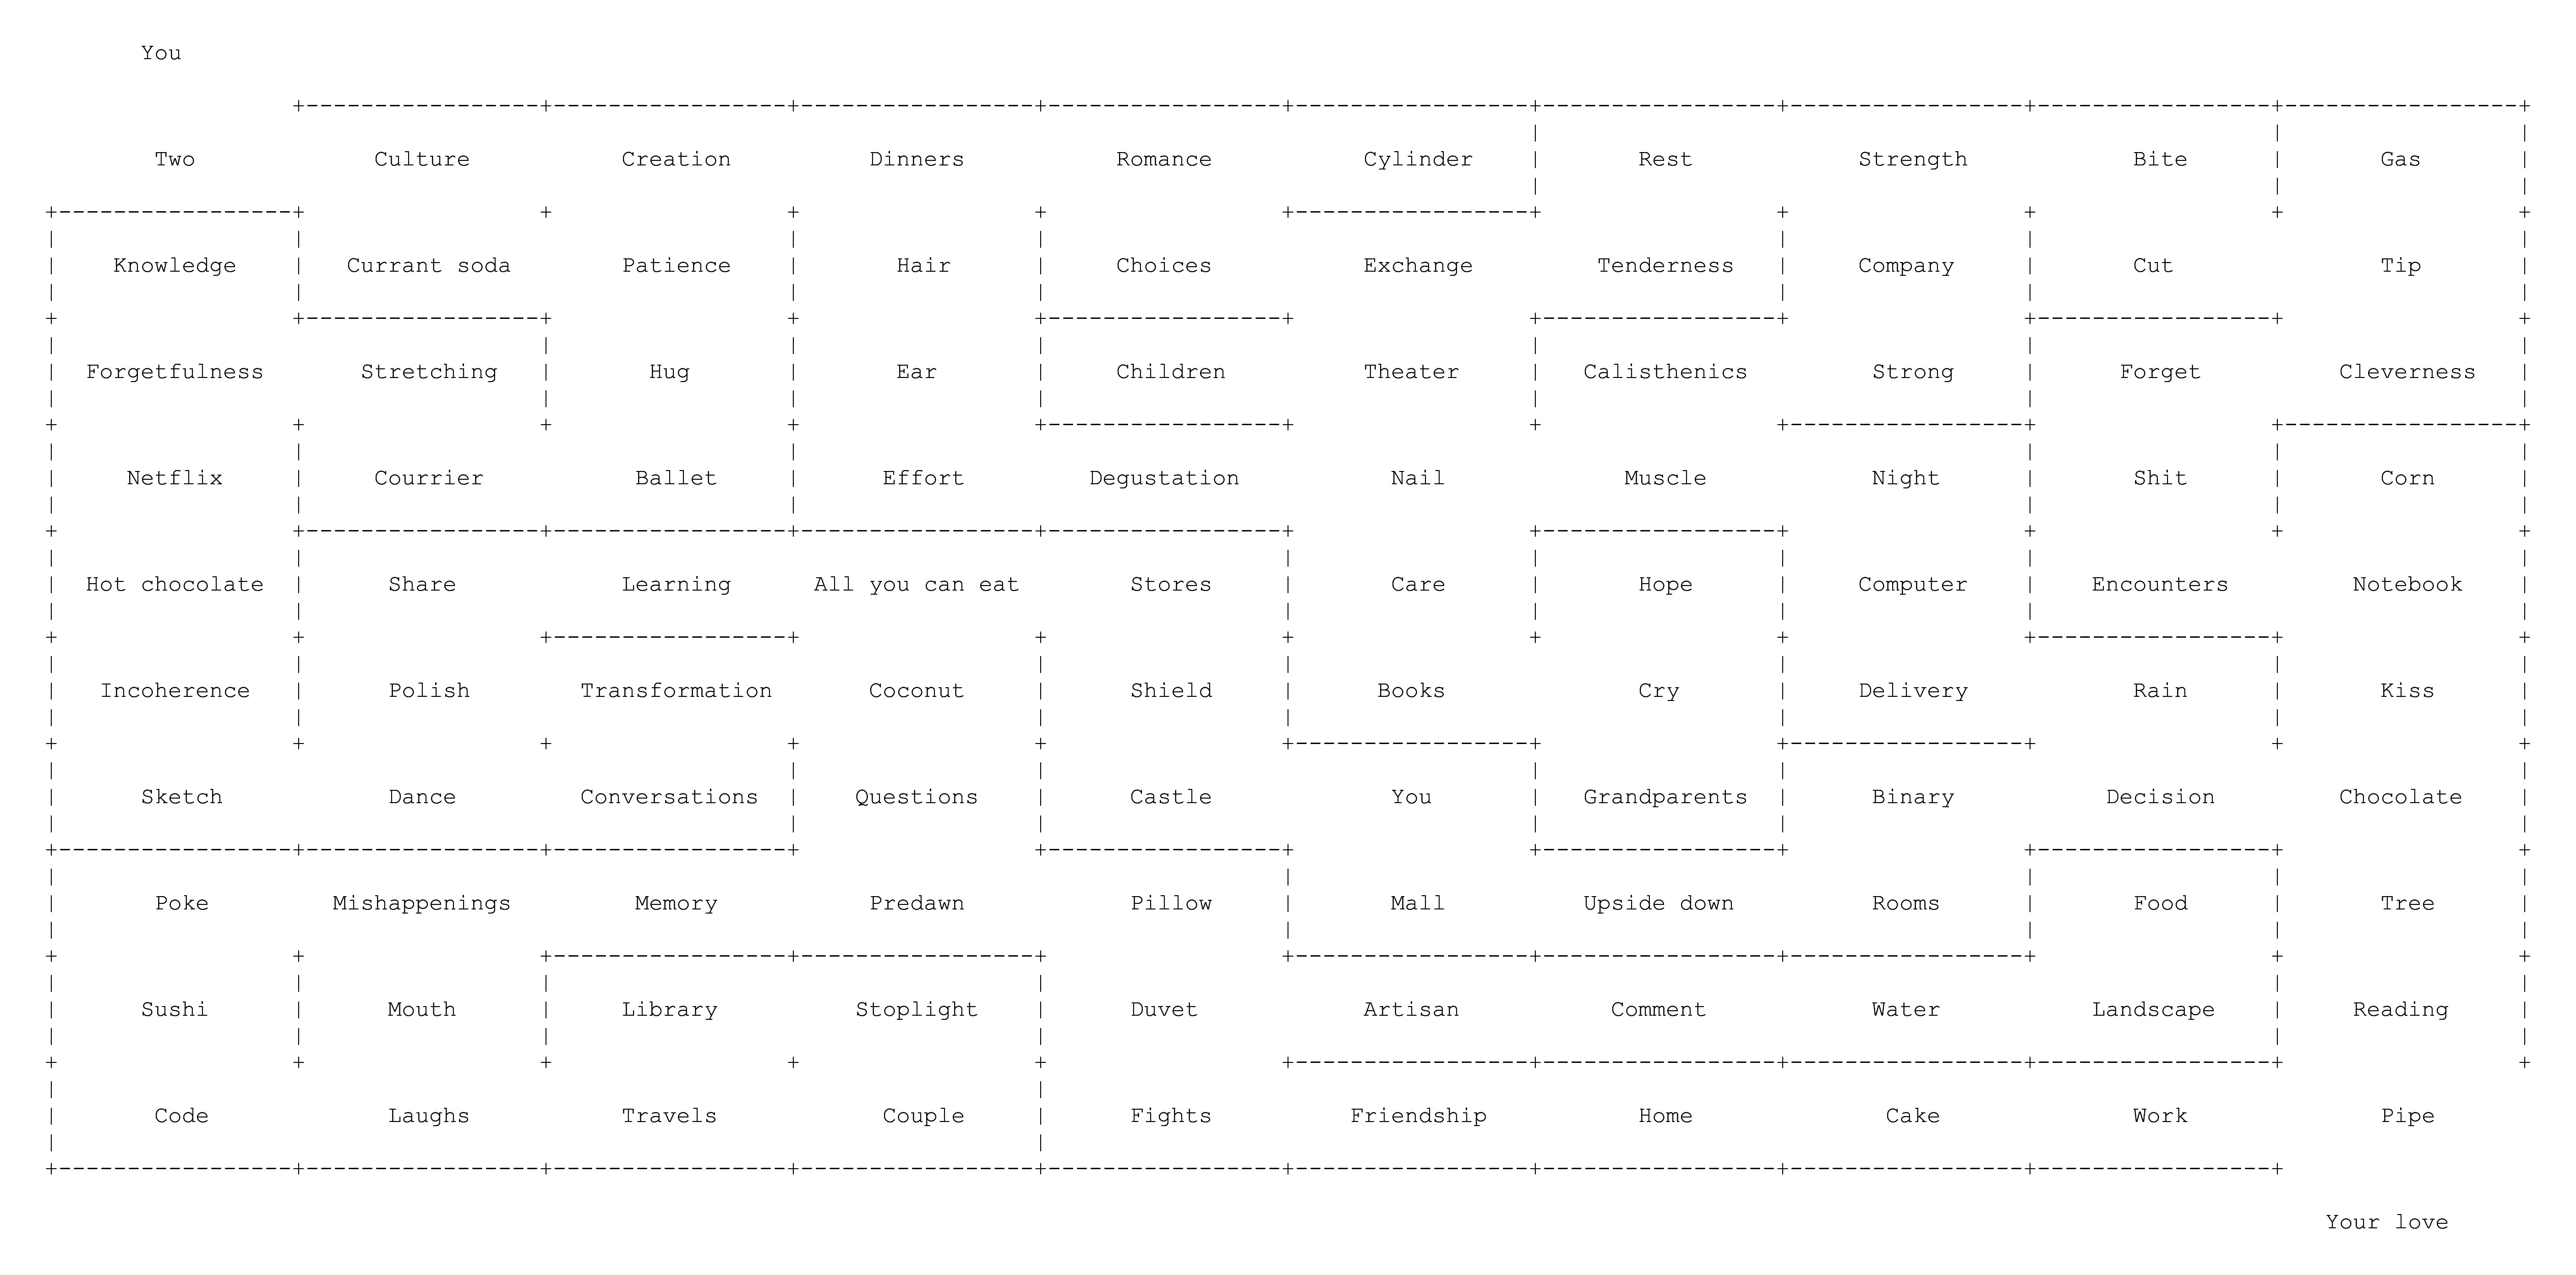 You
Two Culture Creation Dinners Romance Cylinder Rest Strength Bite Gas
Knowledge Currant soda Patience Hair Choices Exchange Tenderness Company Cut Tip
Forgetfulness Stretching Hug Ear Children Theater Calisthenics Strong Forget Cleverness
Netflix Courrier Ballet Effort Degustation Nail Muscle Night Shit Corn
Hot chocolate Share Learning All you can eat Stores Care Hope Computer Encounters Notebook
Incoherence Polish Transformation Coconut Shield Books Cry Delivery Rain Kiss
Sketch Dance Conversations Questions Castle You Grandparents Binary Decision Chocolate
Poke Mishappenings Memory Predawn Pillow Mall Upside down Rooms Food Tree
Sushi Mouth Library Stoplight Duvet Artisan Comment Water Landscape Reading
Code Laughs Travels Couple Fights Friendship Home Cake Work Pipe
Your love